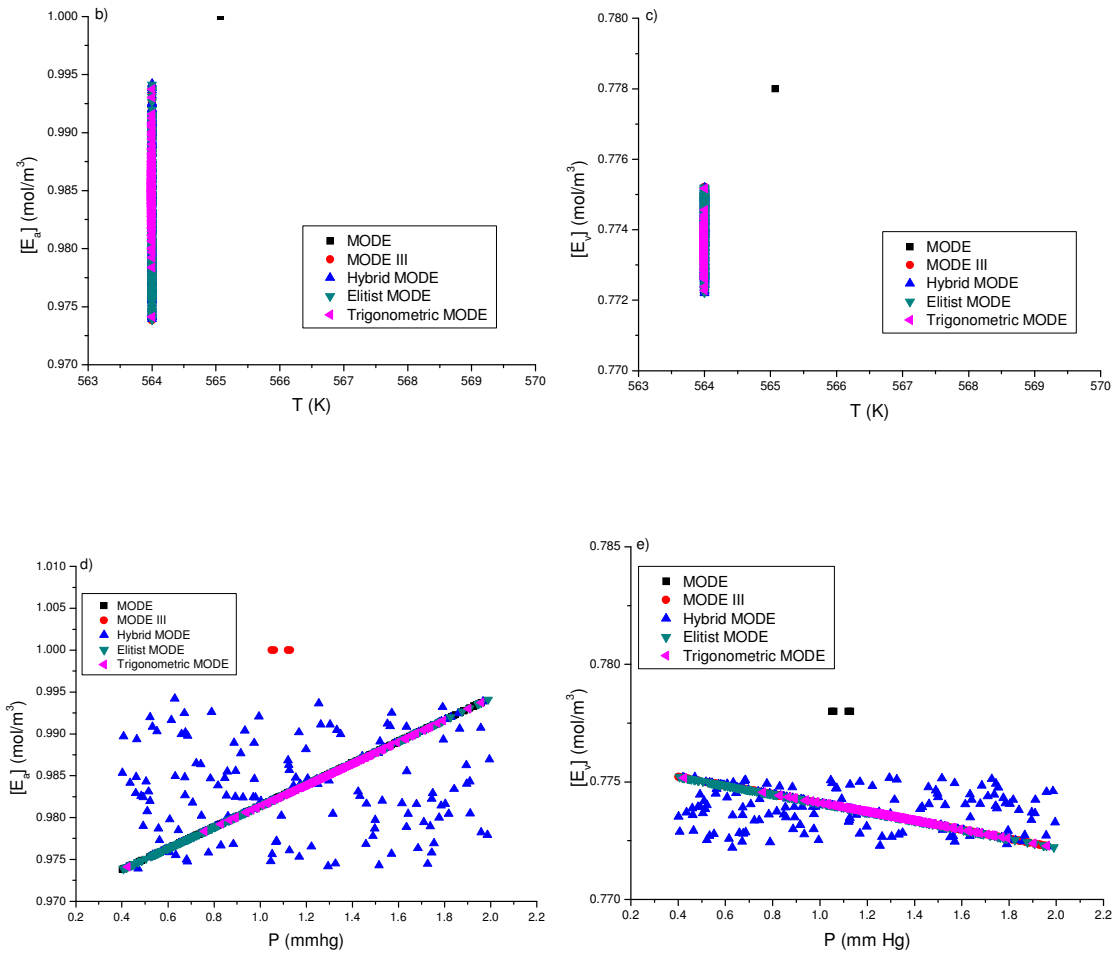 b)
1.000
0.995
0.990
0.985
0.980
0.975
0.970
[Eₐ] (mol/m³)
MODE
MODE III
Hybrid MODE
Elitist MODE
Trigonometric MODE
563 564 565 566 567 568 569 570
T (K)
c)
0.780
0.778
0.776
0.774
0.772
0.770
[Eᵥ] (mol/m³)
MODE
MODE III
Hybrid MODE
Elitist MODE
Trigonometric MODE
563 564 565 566 567 568 569 570
T (K)
d)
1.010
1.005
1.000
0.995
0.990
0.985
0.980
0.975
0.970
[Eₐ] (mol/m³)
MODE
MODE III
Hybrid MODE
Elitist MODE
Trigonometric MODE
0.2 0.4 0.6 0.8 1.0 1.2 1.4 1.6 1.8 2.0 2.2
P (mmhg)
e)
0.785
0.780
0.775
0.770
[Eᵥ] (mol/m³)
MODE
MODE III
Hybrid MODE
Elitist MODE
Trigonometric MODE
0.2 0.4 0.6 0.8 1.0 1.2 1.4 1.6 1.8 2.0 2.2
P (mm Hg)